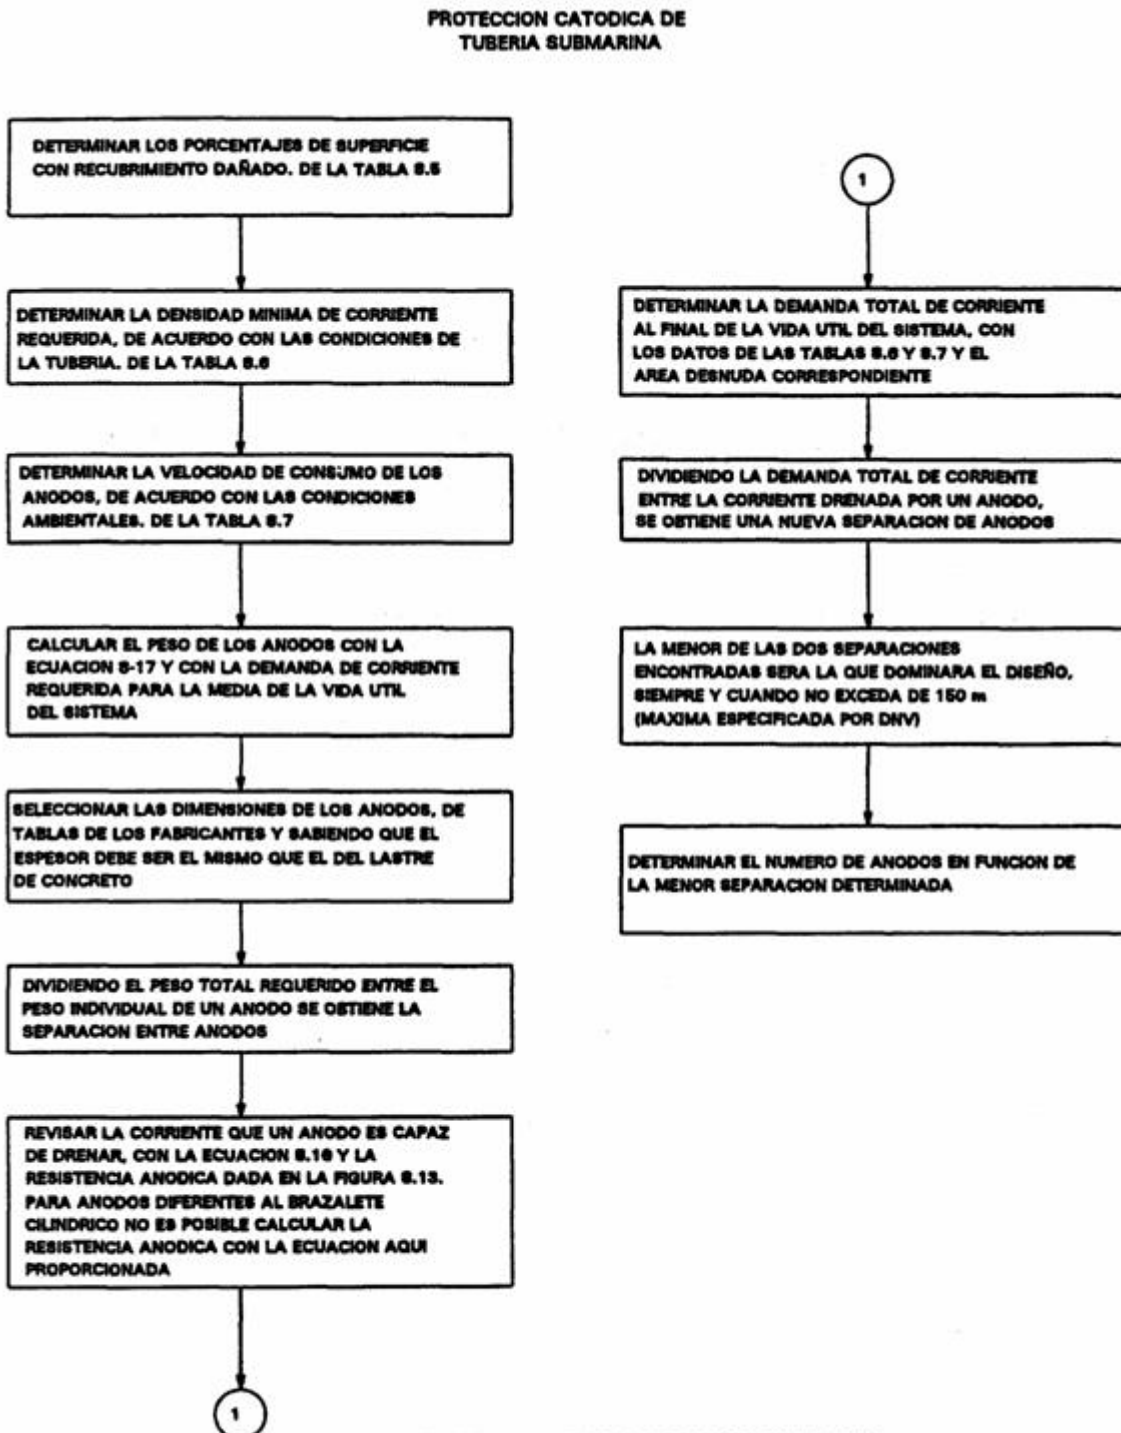 PROTECCION CATODICA DE
TUBERIA SUBMARINA
DETERMINAR LOS PORCENTAJES DE SUPERFICIE
CON RECUBRIMIENTO DAÑADO. DE LA TABLA 8.5
DETERMINAR LA DENSIDAD MINIMA DE CORRIENTE
REQUERIDA, DE ACUERDO CON LAS CONDICIONES DE
LA TUBERIA. DE LA TABLA 8.6
DETERMINAR LA VELOCIDAD DE CONSUMO DE LOS
ANODOS, DE ACUERDO CON LAS CONDICIONES
AMBIENTALES. DE LA TABLA 8.7
CALCULAR EL PESO DE LOS ANODOS CON LA
ECUACION 8-17 Y CON LA DEMANDA DE CORRIENTE
REQUERIDA PARA LA MEDIA DE LA VIDA UTIL
DEL SISTEMA
SELECCIONAR LAS DIMENSIONES DE LOS ANODOS, DE
TABLAS DE LOS FABRICANTES Y SABIENDO QUE EL
ESPESOR DEBE SER EL MISMO QUE EL DEL LASTRE
DE CONCRETO
DIVIDIENDO EL PESO TOTAL REQUERIDO ENTRE EL
PESO INDIVIDUAL DE UN ANODO SE OBTIENE LA
SEPARACION ENTRE ANODOS
REVISAR LA CORRIENTE QUE UN ANODO ES CAPAZ
DE DRENAR, CON LA ECUACION 8.16 Y LA
RESISTENCIA ANODICA DADA EN LA FIGURA 8.13.
PARA ANODOS DIFERENTES AL BRAZALETE
CILINDRICO NO ES POSIBLE CALCULAR LA
RESISTENCIA ANODICA CON LA ECUACION AQUI
PROPORCIONADA
1
1
DETERMINAR LA DEMANDA TOTAL DE CORRIENTE
AL FINAL DE LA VIDA UTIL DEL SISTEMA, CON
LOS DATOS DE LAS TABLAS 8.6 Y 8.7 Y EL
AREA DESNUDA CORRESPONDIENTE
DIVIDIENDO LA DEMANDA TOTAL DE CORRIENTE
ENTRE LA CORRIENTE DRENADA POR UN ANODO,
SE OBTIENE UNA NUEVA SEPARACION DE ANODOS
LA MENOR DE LAS DOS SEPARACIONES
ENCONTRADAS SERA LA QUE DOMINARA EL DISEÑO,
SIEMPRE Y CUANDO NO EXCEDA DE 150 m
(MAXIMA ESPECIFICADA POR DNV)
DETERMINAR EL NUMERO DE ANODOS EN FUNCION DE
LA MENOR SEPARACION DETERMINADA